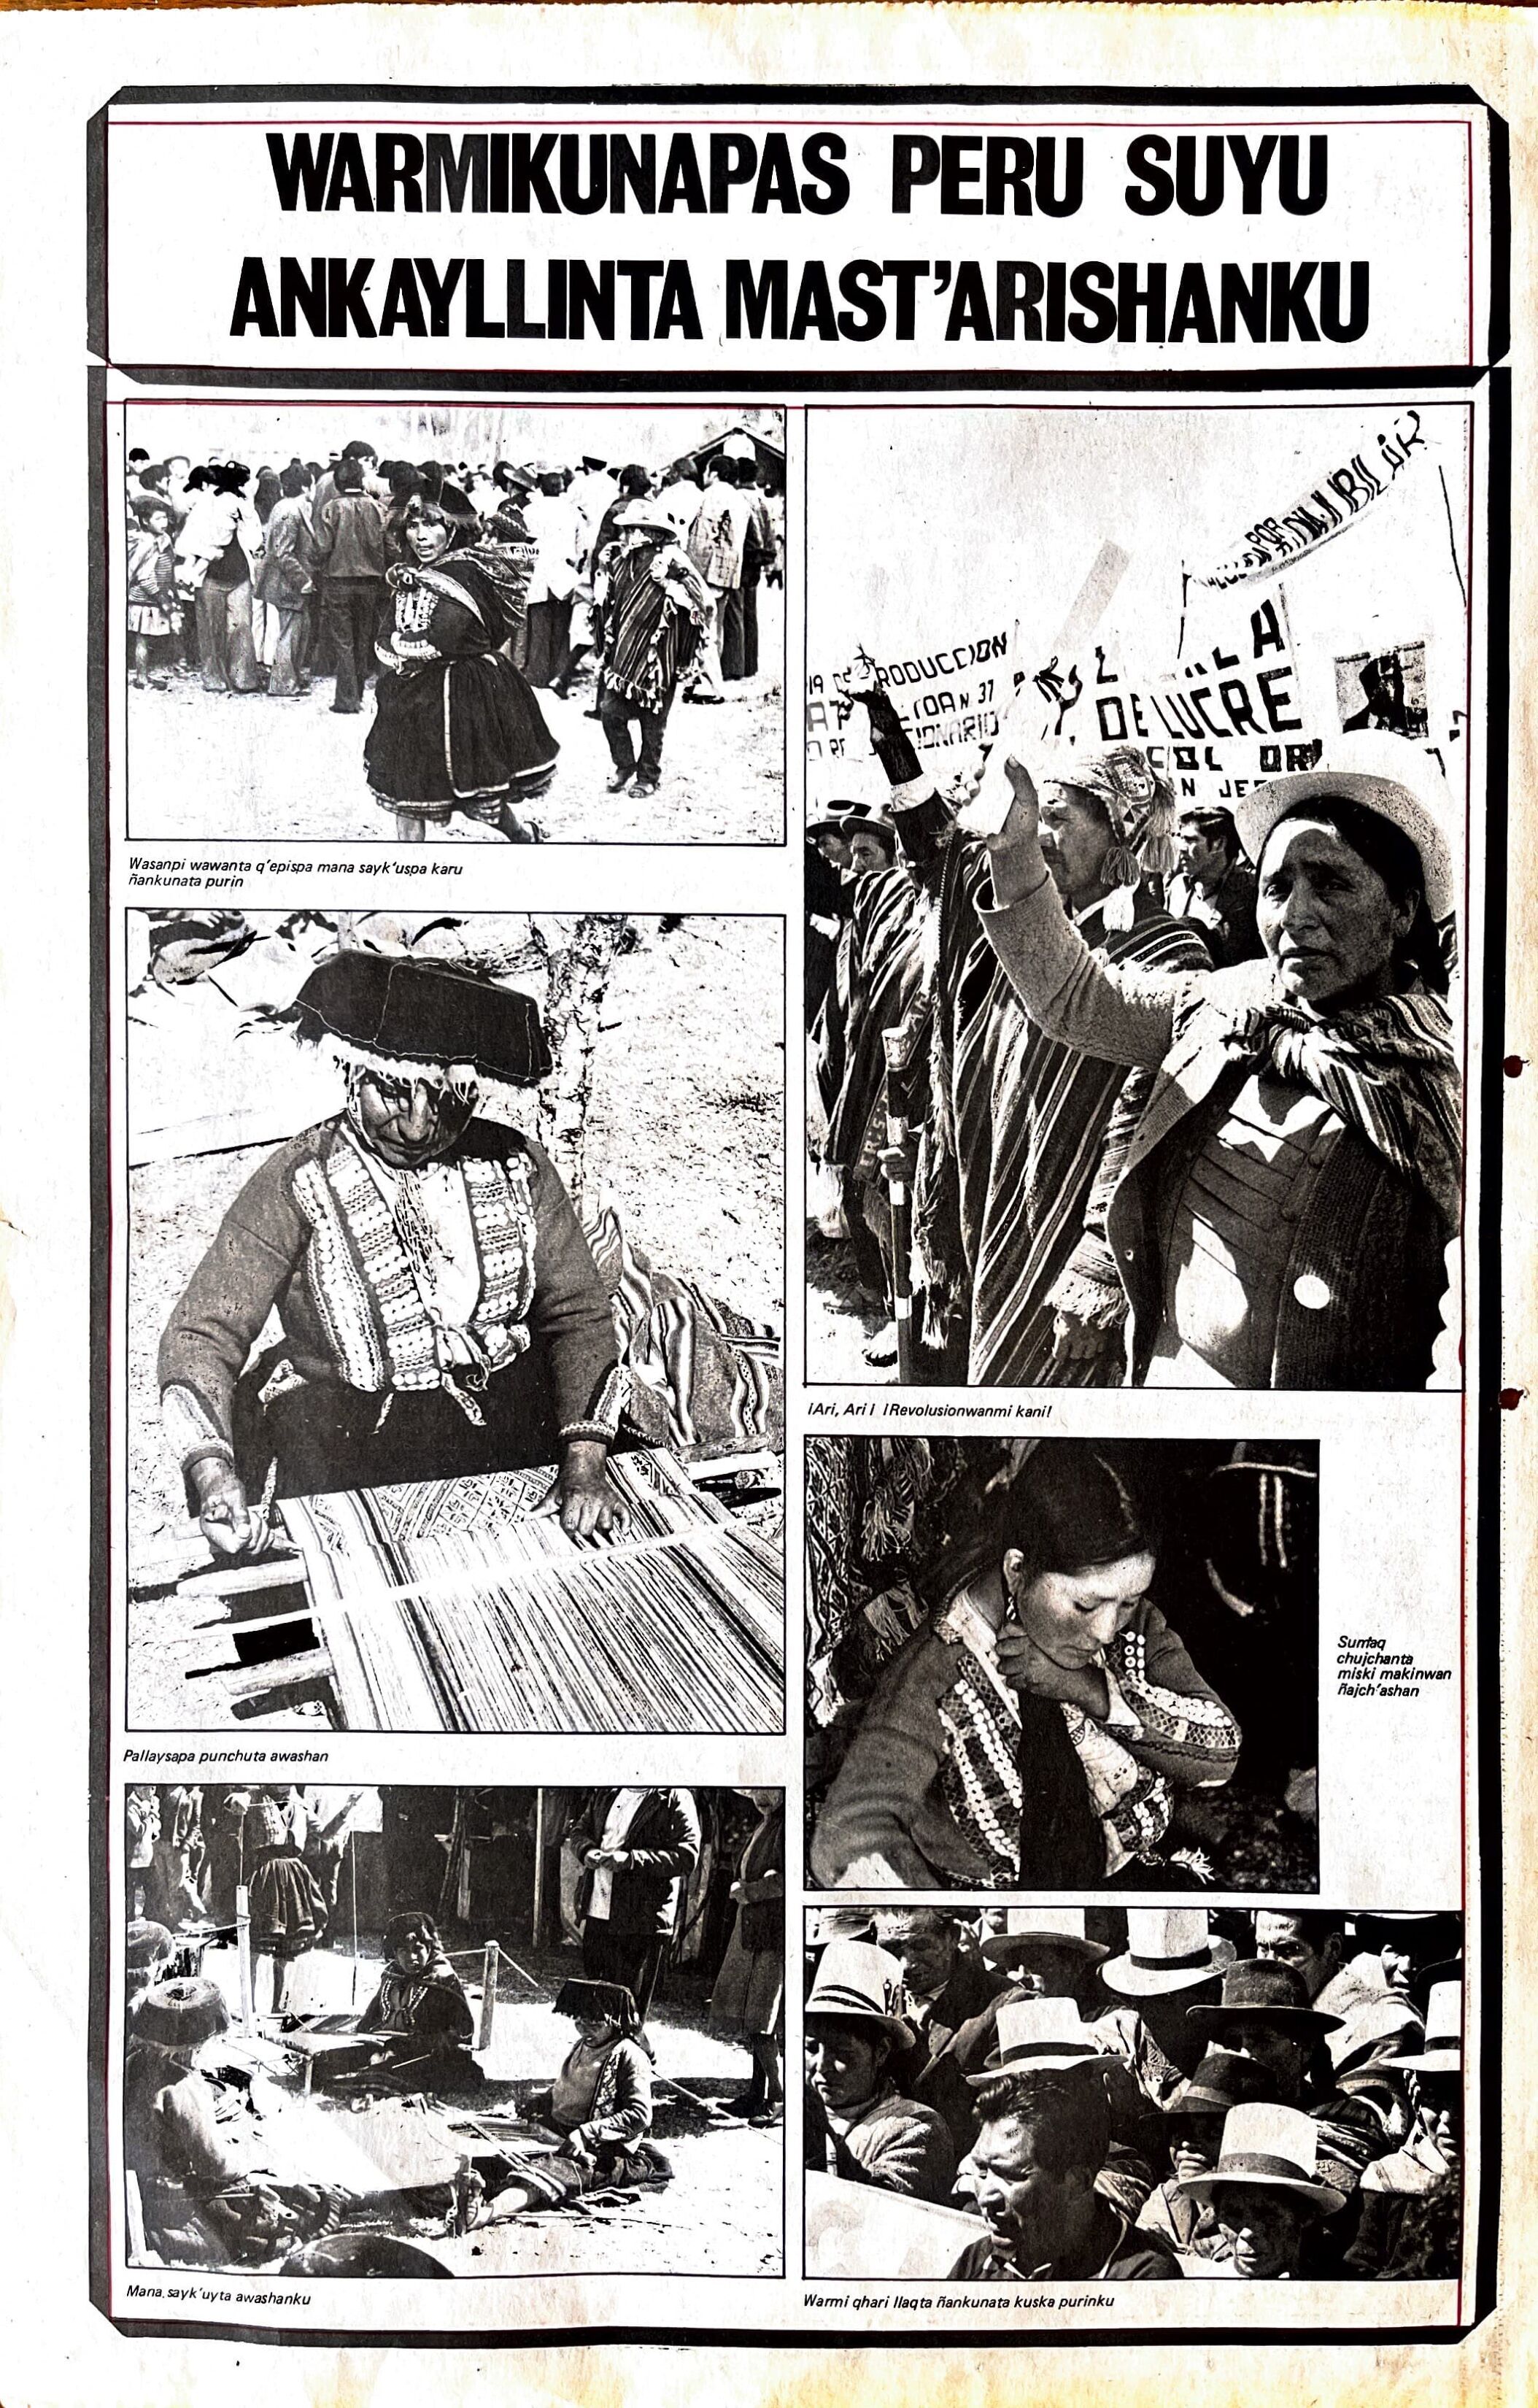 WARMIKUNAPAS PERU SUYU
ANKAYLLINTA MAST'ARISHANKU
Wasanpi wawanta q'epispa mana sayk'uspa karu
ñankunata purin
Pallaysapa punchuta awashan
Mana sayk'uyta awashanku
RODUCCION
N 37
DE LUCRE
¡Ari, Ari¡ ¡Revolusionwanmi kani!
Sumaq
chujchanta
miski makinwan
ñajch'ashan
Warmi qhari llaqta ñankunata kuska purinku